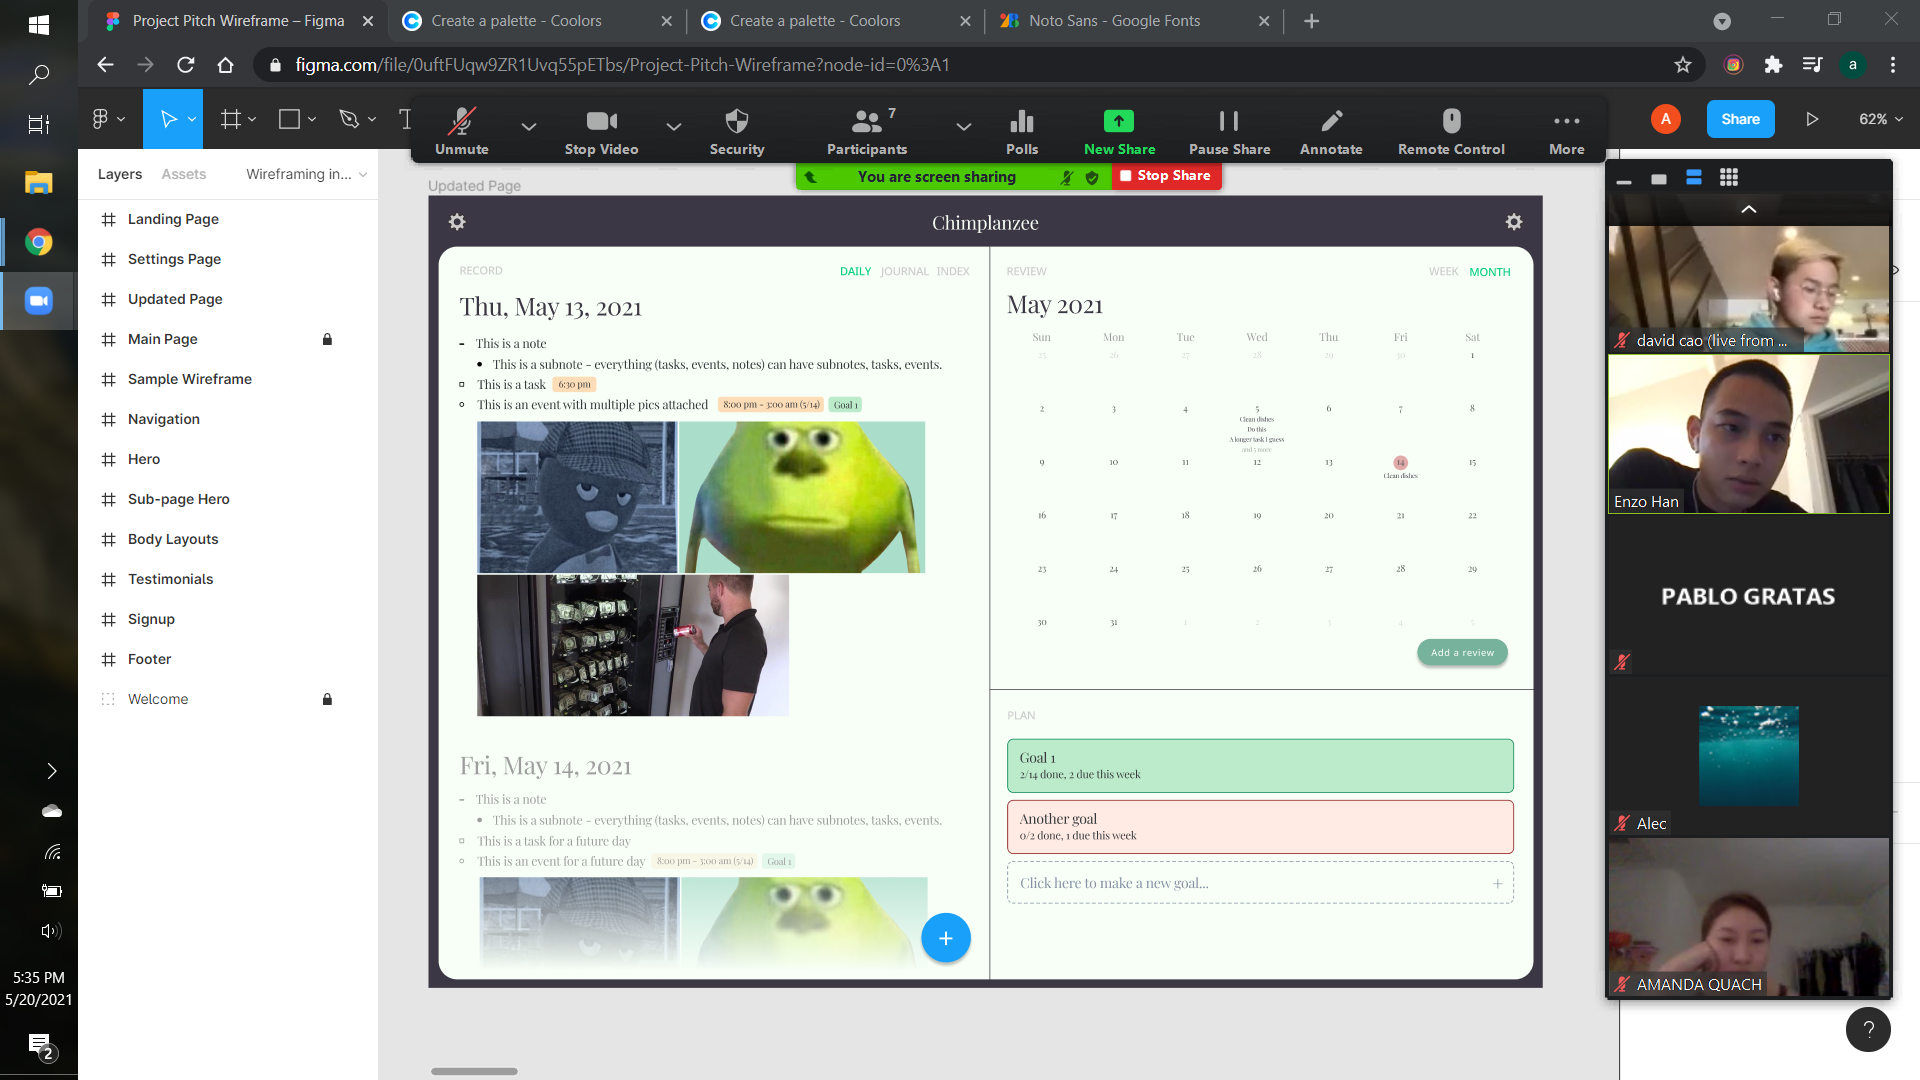 Project Pitch Wireframe – Figma
Create a palette - Coolors
Create a palette - Coolors
Noto Sans - Google Fonts
figma.com/file/0uftFUqw9ZR1Uvq55pETbs/Project-Pitch-Wireframe?node-id=0%3A1
a
Unmute
Stop Video
Security
Participants
7
Polls
New Share
Pause Share
Annotate
Remote Control
More
A
Share
62%
You are screen sharing
Stop Share
Layers
Assets
Wireframing in...
Landing Page
Settings Page
Updated Page
Main Page
Sample Wireframe
Navigation
Hero
Sub-page Hero
Body Layouts
Testimonials
Signup
Footer
Welcome
Updated Page
Chimplanzee
RECORD
DAILY JOURNAL INDEX
Thu, May 13, 2021
- This is a note
• This is a subnote - everything (tasks, events, notes) can have subnotes, tasks, events.
This is a task 6:30 pm
This is an event with multiple pics attached 8:00 pm - 3:00 am (5/14) Goal 1
Fri, May 14, 2021
- This is a note
• This is a subnote - everything (tasks, events, notes) can have subnotes, tasks, events.
This is a task for a future day
This is an event for a future day 8:00 pm - 3:00 am (5/14) Goal 1
+
REVIEW
WEEK MONTH
May 2021
Sun Mon Tue Wed Thu Fri Sat
25 26 27 28 29 30 1
2 3 4 5 6 7 8
Clean dishes
Do this
A longer task I guess
and 5 more
9 10 11 12 13 14 15
Clean dishes
16 17 18 19 20 21 22
23 24 25 26 27 28 29
30 31 1 2 3 4 5
Add a review
PLAN
Goal 1
2/14 done, 2 due this week
Another goal
0/2 done, 1 due this week
Click here to make a new goal... +
david cao (live from ...
Enzo Han
PABLO GRATAS
Alec
AMANDA QUACH
?
5:35 PM
5/20/2021
2